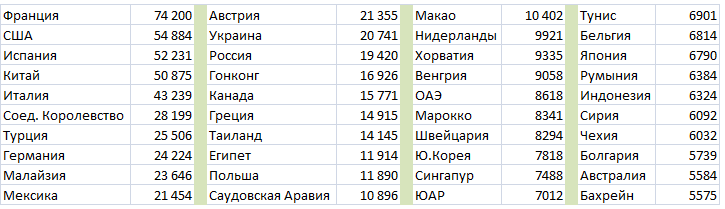 Франция 74 200 Австрия 21 355 Макао 10 402 Тунис 6901
США 54 884 Украина 20 741 Нидерланды 9921 Бельгия 6814
Испания 52 231 Россия 19 420 Хорватия 9335 Япония 6790
Китай 50 875 Гонконг 16 926 Венгрия 9058 Румыния 6384
Италия 43 239 Канада 15 771 ОАЭ 8618 Индонезия 6324
Соед. Королевство 28 199 Греция 14 915 Марокко 8341 Сирия 6092
Турция 25 506 Таиланд 14 145 Швейцария 8294 Чехия 6032
Германия 24 224 Египет 11 914 Ю.Корея 7818 Болгария 5739
Малайзия 23 646 Польша 11 890 Сингапур 7488 Австралия 5584
Мексика 21 454 Саудовская Аравия 10 896 ЮАР 7012 Бахрейн 5575